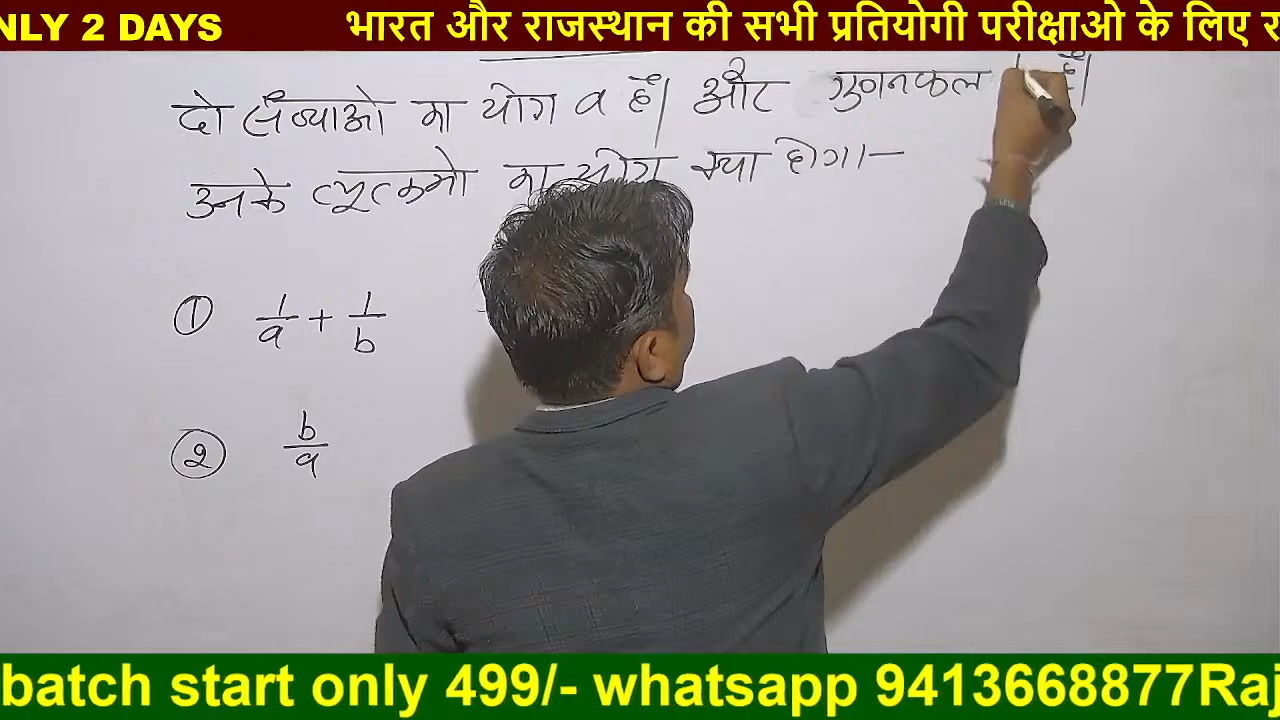 NLY 2 DAYS भारत और राजस्थान की सभी प्रतियोगी परीक्षाओ के लिए र
दो संख्याओ का योग a है। और गुणनफल है।
उनके व्युत्क्रमो का योग क्या होगा।-
① 1/a + 1/b
② b/a
batch start only 499/- whatsapp 9413668877Raj